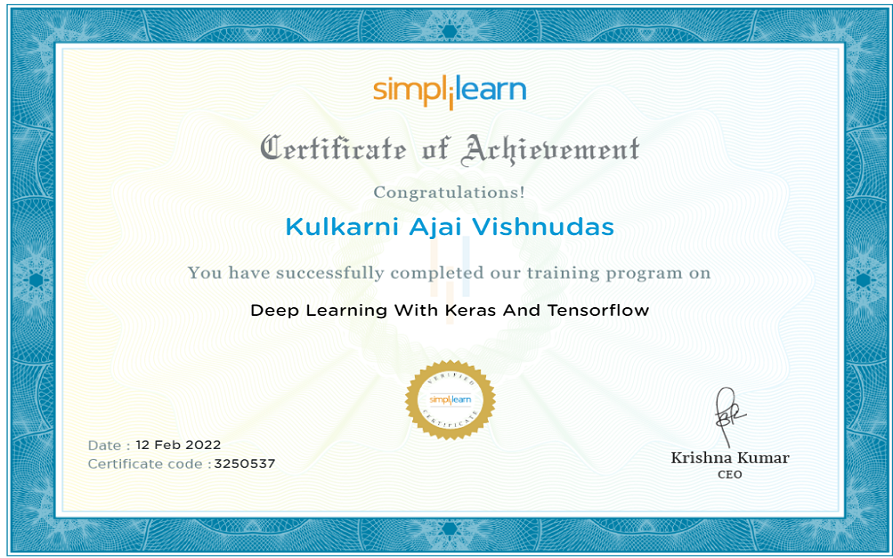 simplilearn
Certificate of Achievement
Congratulations!
Kulkarni Ajai Vishnudas
You have successfully completed our training program on
Deep Learning With Keras And Tensorflow
VERIFIED
simplilearn
CERTIFICATE
Date : 12 Feb 2022
Certificate code : 3250537
Krishna Kumar
CEO